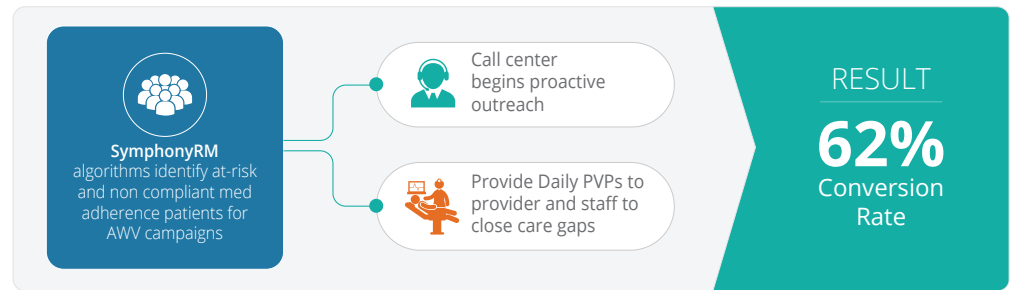 SymphonyRM
algorithms identify at-risk
and non compliant med
adherence patients for
AWV campaigns
Call center
begins proactive
outreach
Provide Daily PVPs to
provider and staff to
close care gaps
RESULT
62%
Conversion
Rate